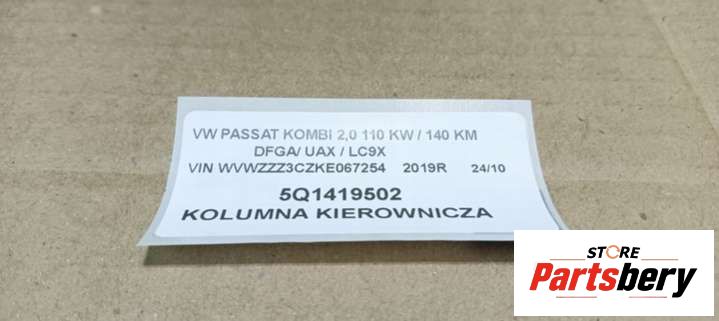 VW PASSAT KOMBI 2,0 110 KW / 140 KM
DFGA/ UAX / LC9X
VIN WVWZZZ3CZKE067254 2019R 24/10
5Q1419502
KOLUMNA KIEROWNICZA
STORE
Partsbery